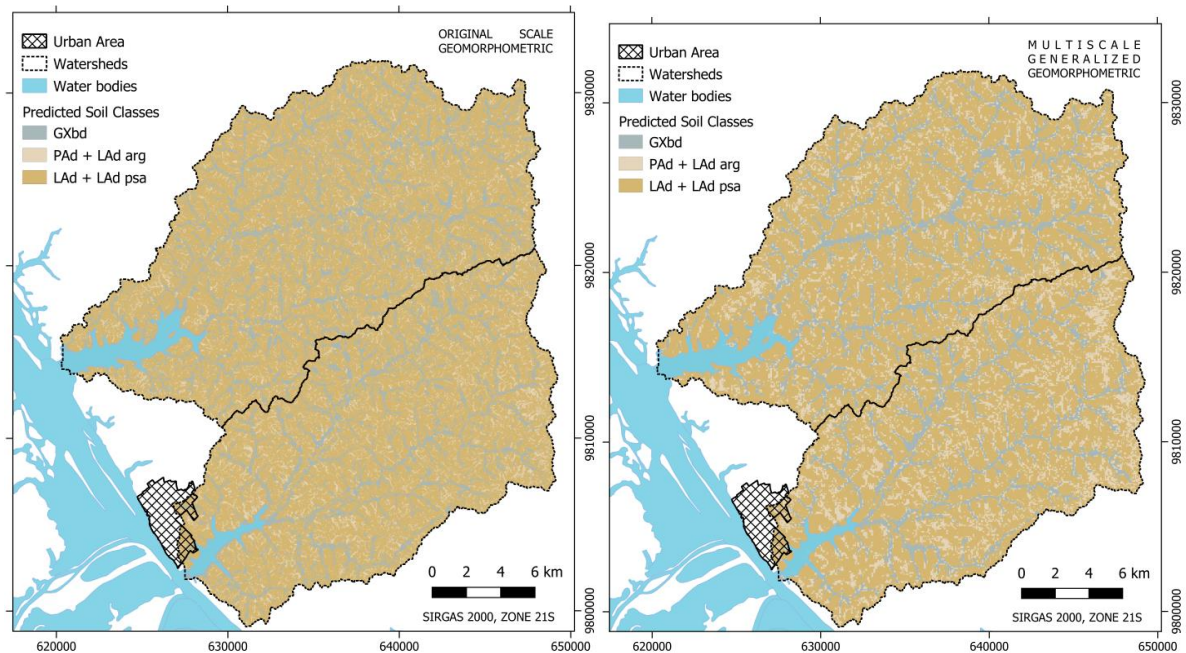 ORIGINAL SCALE
GEOMORPHOMETRIC
Urban Area
Watersheds
Water bodies
Predicted Soil Classes
GXbd
PAd + LAd arg
LAd + LAd psa
9830000
9820000
9810000
9800000
0 2 4 6 km
SIRGAS 2000, ZONE 21S
620000 630000 640000 650000
MULTISCALE
GENERALIZED
GEOMORPHOMETRIC
Urban Area
Watersheds
Water bodies
Predicted Soil Classes
GXbd
PAd + LAd arg
LAd + LAd psa
9830000
9820000
9810000
9800000
0 2 4 6 km
SIRGAS 2000, ZONE 21S
620000 630000 640000 650000